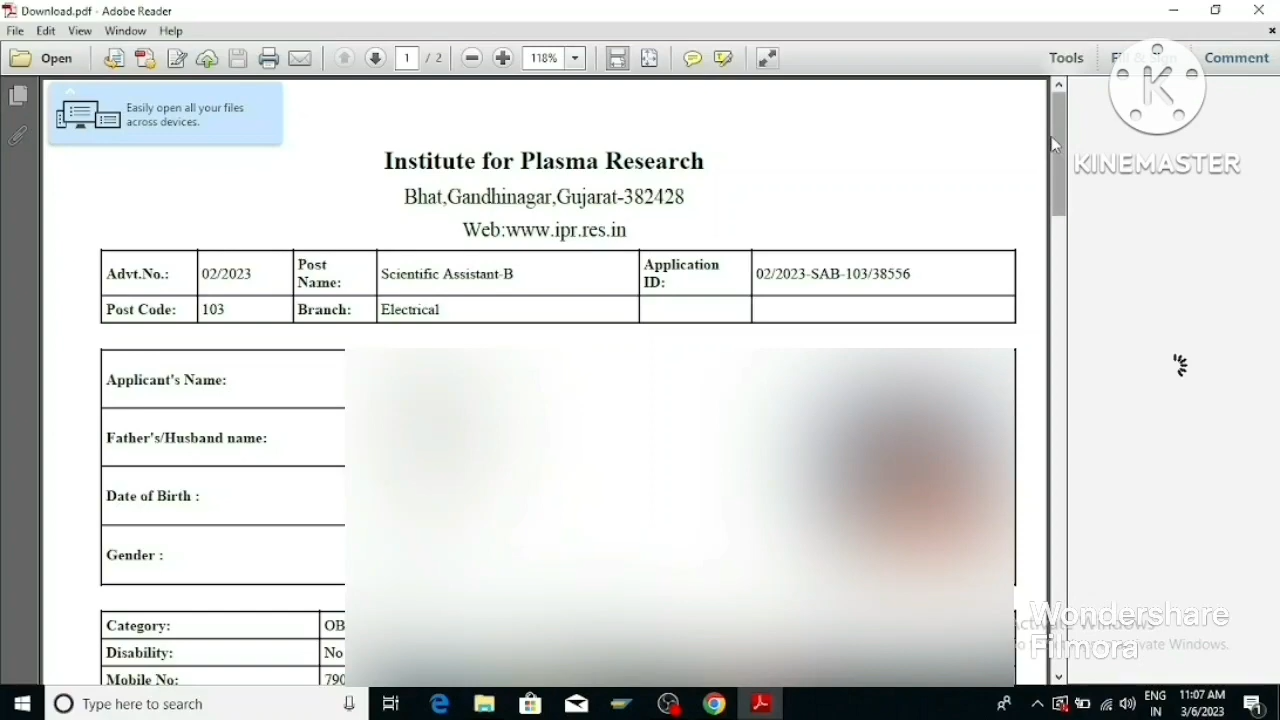 Download.pdf - Adobe Reader
File Edit View Window Help
Open 1 / 2 118% Tools Comment
K
KINEMASTER
Easily open all your files
across devices.
Institute for Plasma Research
Bhat,Gandhinagar,Gujarat-382428
Web:www.ipr.res.in
Advt.No.: 02/2023 Post Name: Scientific Assistant-B Application ID: 02/2023-SAB-103/38556
Post Code: 103 Branch: Electrical
Applicant's Name:
Father's/Husband name:
Date of Birth :
Gender :
Category: OB
Disability: No
Mobile No: 790
Wondershare
Filmora
Activate Windows
Type here to search
ENG
IN
11:07 AM
3/6/2023
1